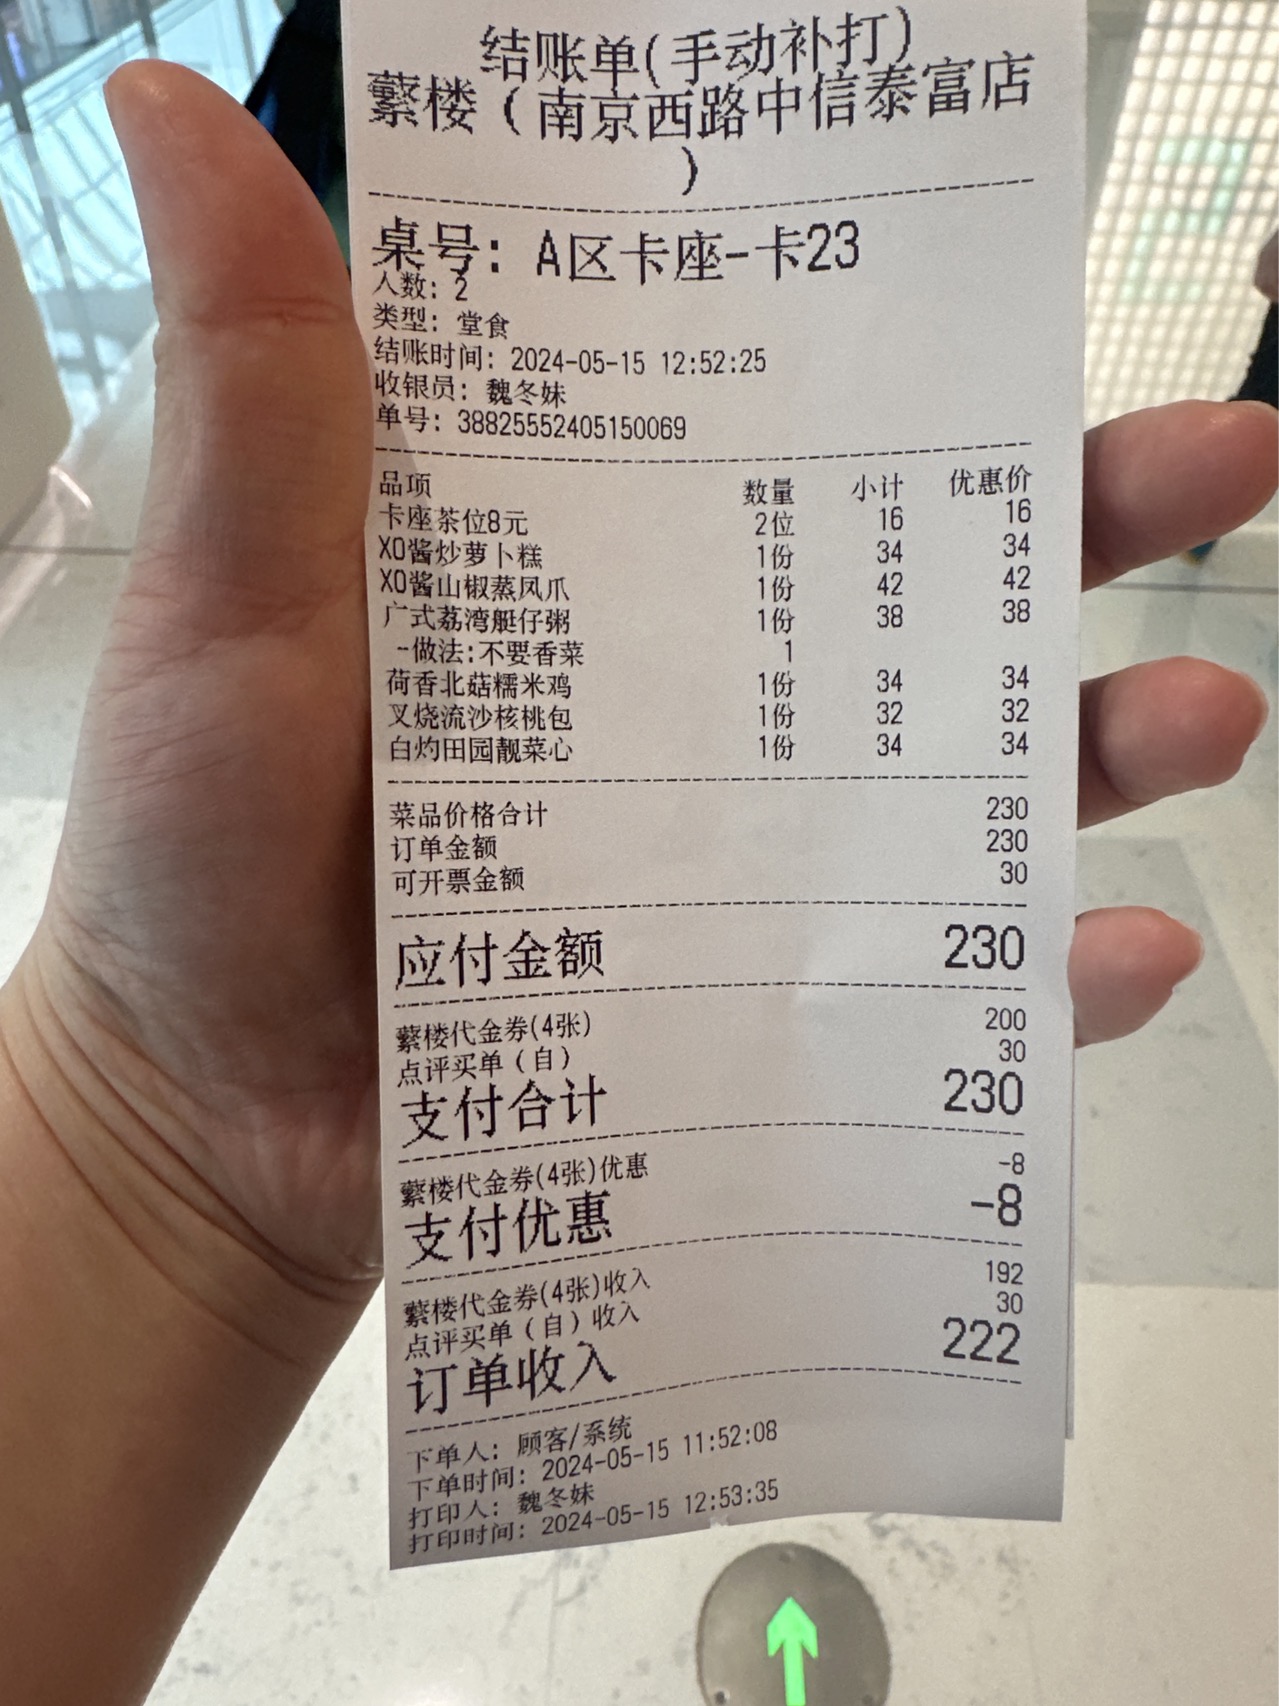 结账单(手动补打)
蘩楼（南京西路中信泰富店
）
桌号: A区卡座-卡23
人数: 2
类型: 堂食
结账时间: 2024-05-15 12:52:25
收银员: 魏冬妹
单号: 38825552405150069
品项 数量 小计 优惠价
卡座茶位8元 2位 16 16
XO酱炒萝卜糕 1份 34 34
XO酱山椒蒸凤爪 1份 42 42
广式荔湾艇仔粥 1份 38 38
-做法:不要香菜 1
荷香北菇糯米鸡 1份 34 34
叉烧流沙核桃包 1份 32 32
白灼田园靓菜心 1份 34 34
菜品价格合计 230
订单金额 230
可开票金额 30
应付金额 230
蘩楼代金券(4张) 200
点评买单（自） 30
支付合计 230
蘩楼代金券(4张)优惠 -8
支付优惠 -8
蘩楼代金券(4张)收入 192
点评买单（自）收入 30
订单收入 222
下单人: 顾客/系统
下单时间: 2024-05-15 11:52:08
打印人: 魏冬妹
打印时间: 2024-05-15 12:53:35